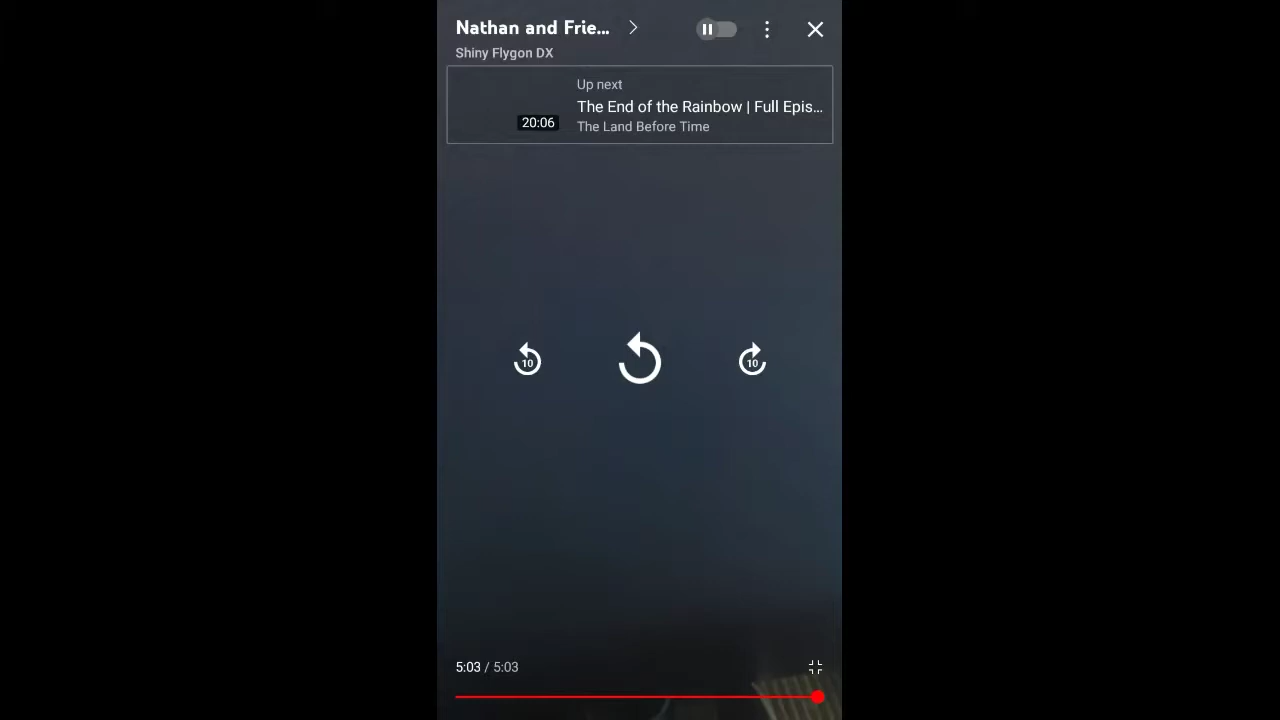 Nathan and Frie...
Shiny Flygon DX
Up next
The End of the Rainbow | Full Epis...
20:06
The Land Before Time
10
10
5:03 / 5:03